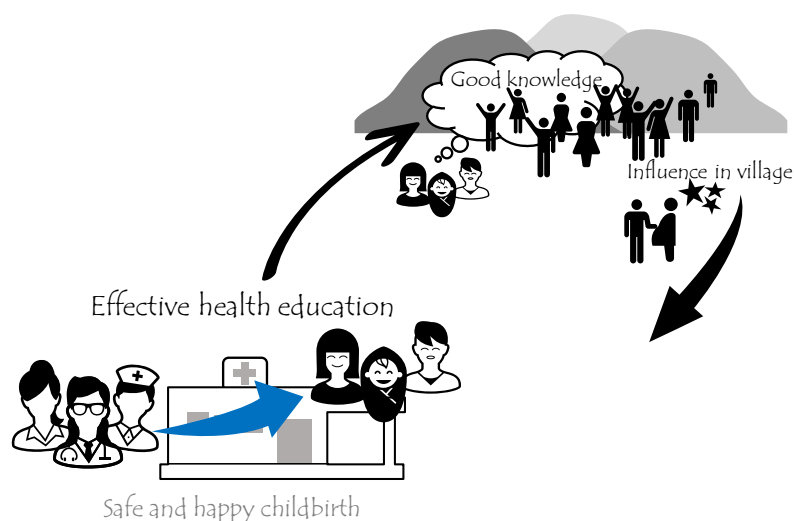 Good knowledge
Influence in village
Effective health education
Safe and happy childbirth